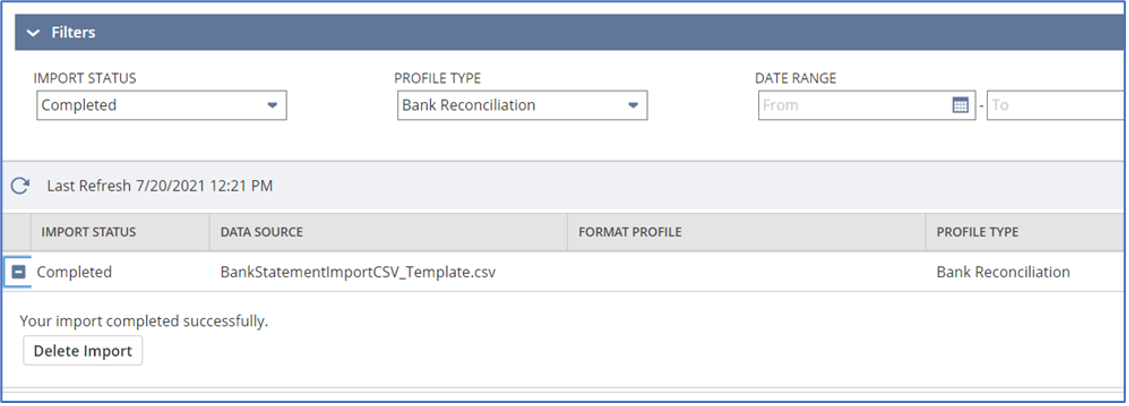 Filters
IMPORT STATUS PROFILE TYPE DATE RANGE
Completed Bank Reconciliation From - To
Last Refresh 7/20/2021 12:21 PM
IMPORT STATUS DATA SOURCE FORMAT PROFILE PROFILE TYPE
Completed BankStatementImportCSV_Template.csv Bank Reconciliation
Your import completed successfully.
Delete Import